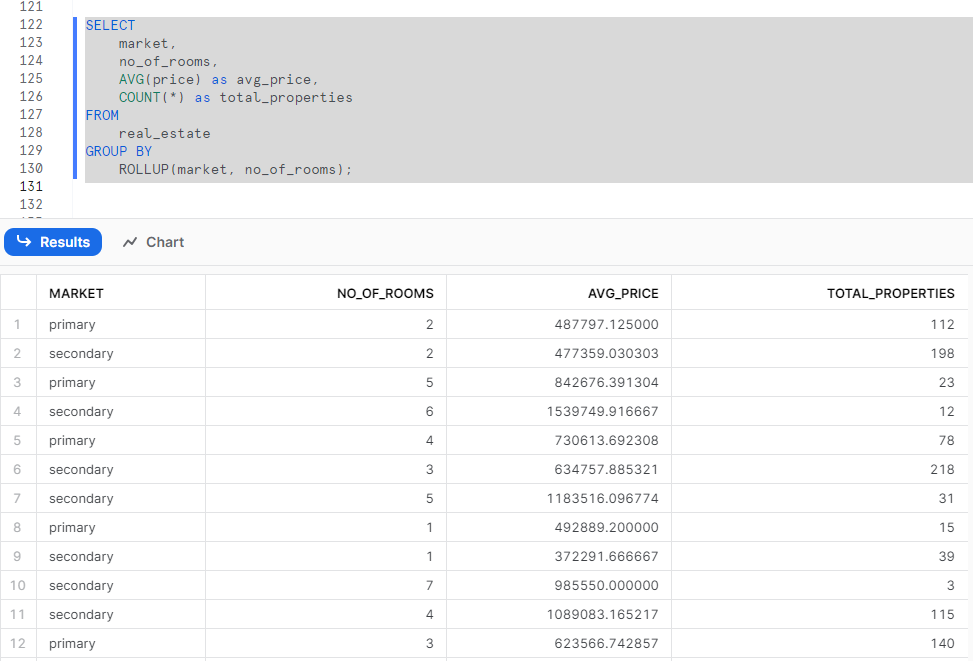 121
122 SELECT
123 market,
124 no_of_rooms,
125 AVG(price) as avg_price,
126 COUNT(*) as total_properties
127 FROM
128 real_estate
129 GROUP BY
130 ROLLUP(market, no_of_rooms);
131
132
Results Chart
MARKET NO_OF_ROOMS AVG_PRICE TOTAL_PROPERTIES
1 primary 2 487797.125000 112
2 secondary 2 477359.030303 198
3 primary 5 842676.391304 23
4 secondary 6 1539749.916667 12
5 primary 4 730613.692308 78
6 secondary 3 634757.885321 218
7 secondary 5 1183516.096774 31
8 primary 1 492889.200000 15
9 secondary 1 372291.666667 39
10 secondary 7 985550.000000 3
11 secondary 4 1089083.165217 115
12 primary 3 623566.742857 140